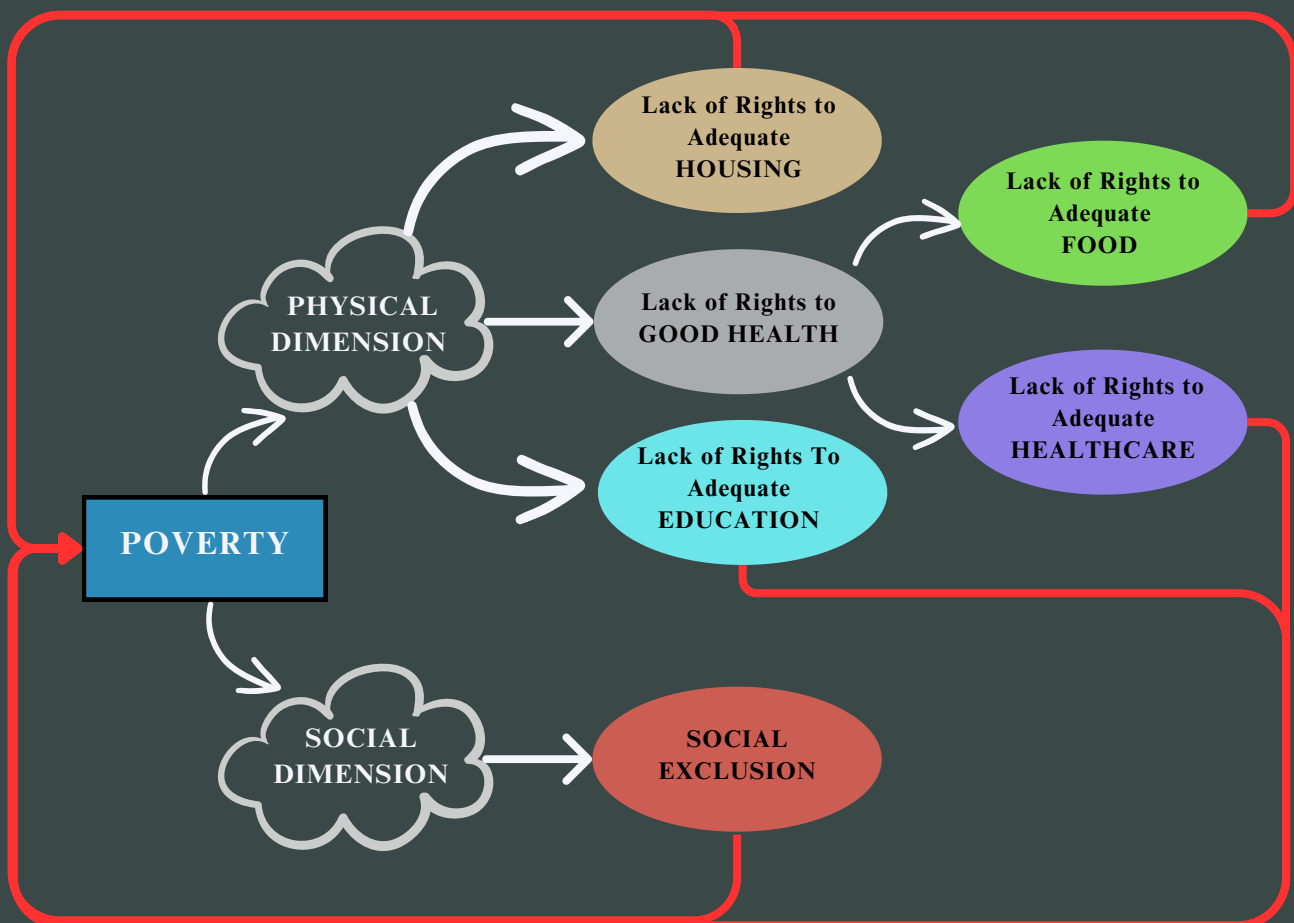 Lack of Rights to
Adequate
HOUSING
Lack of Rights to
Adequate
FOOD
PHYSICAL
DIMENSION
Lack of Rights to
GOOD HEALTH
Lack of Rights to
Adequate
HEALTHCARE
Lack of Rights To
Adequate
EDUCATION
POVERTY
SOCIAL
DIMENSION
SOCIAL
EXCLUSION